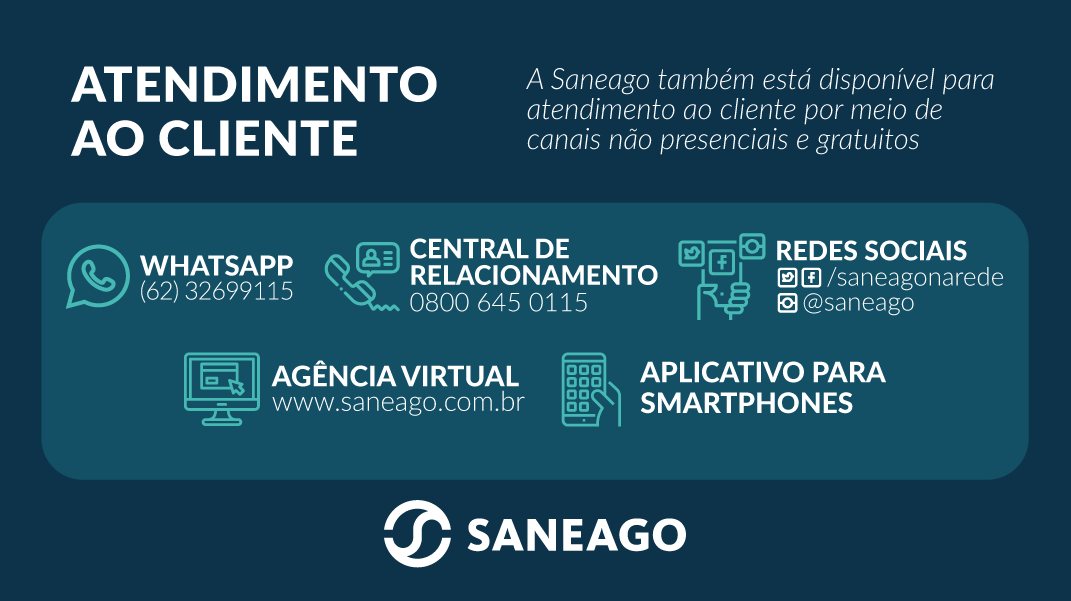 ATENDIMENTO
AO CLIENTE
A Saneago também está disponível para
atendimento ao cliente por meio de
canais não presenciais e gratuitos
WHATSAPP
(62) 32699115
CENTRAL DE
RELACIONAMENTO
0800 645 0115
REDES SOCIAIS
/saneagonarede
@saneago
AGÊNCIA VIRTUAL
www.saneago.com.br
APLICATIVO PARA
SMARTPHONES
SANEAGO